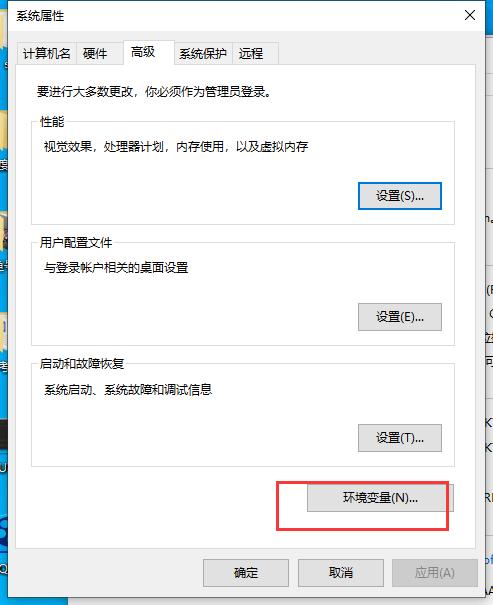 系统属性
计算机名
硬件
高级
系统保护
远程
要进行大多数更改，你必须作为管理员登录。
性能
视觉效果，处理器计划，内存使用，以及虚拟内存
设置(S)...
用户配置文件
与登录帐户相关的桌面设置
设置(E)...
启动和故障恢复
系统启动、系统故障和调试信息
设置(T)...
环境变量(N)...
确定
取消
应用(A)